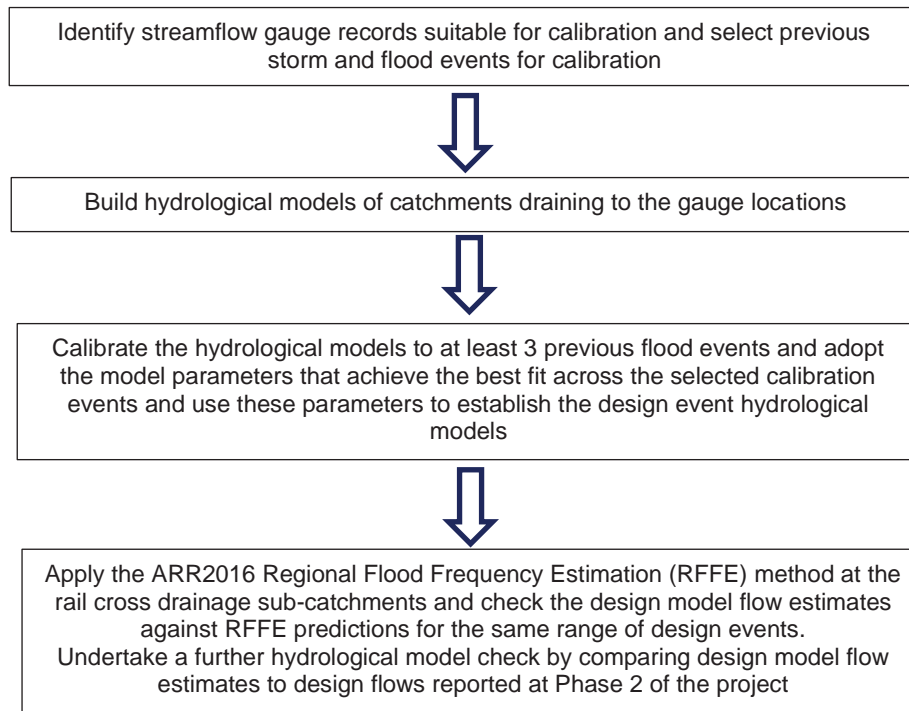 Identify streamflow gauge records suitable for calibration and select previous
storm and flood events for calibration
Build hydrological models of catchments draining to the gauge locations
Calibrate the hydrological models to at least 3 previous flood events and adopt
the model parameters that achieve the best fit across the selected calibration
events and use these parameters to establish the design event hydrological
models
Apply the ARR2016 Regional Flood Frequency Estimation (RFFE) method at the
rail cross drainage sub-catchments and check the design model flow estimates
against RFFE predictions for the same range of design events.
Undertake a further hydrological model check by comparing design model flow
estimates to design flows reported at Phase 2 of the project